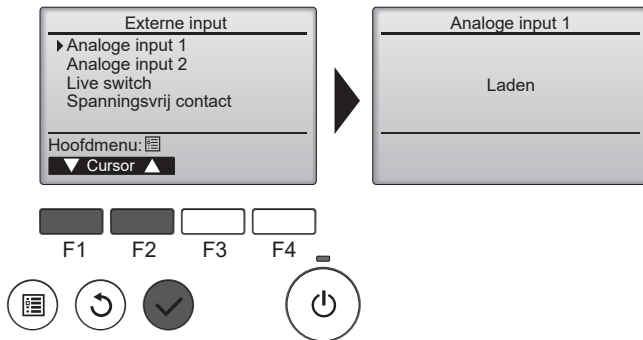 Externe input
Analoge input 1
Analoge input 2
Live switch
Spanningsvrij contact
Hoofdmenu:
Cursor
Analoge input 1
Laden
F1 F2 F3 F4